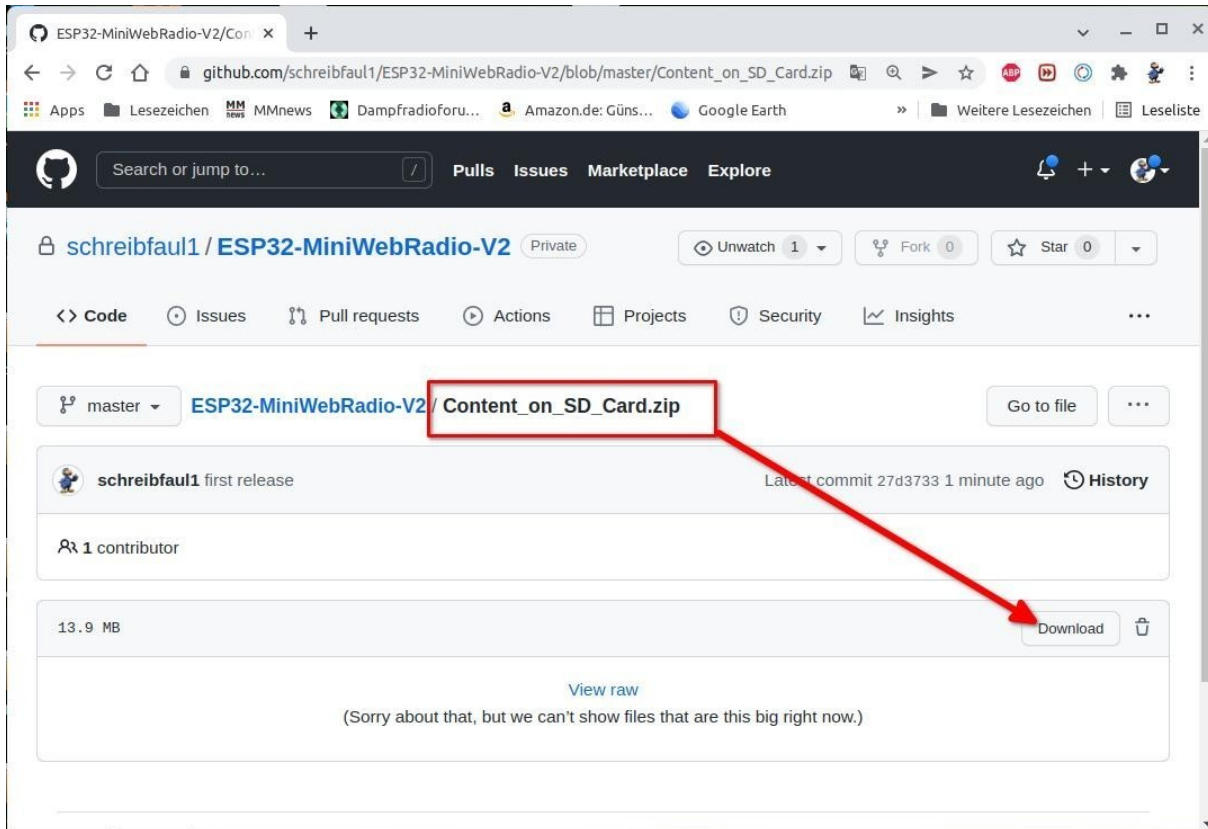 ESP32-MiniWebRadio-V2/Con
github.com/schreibfaul1/ESP32-MiniWebRadio-V2/blob/master/Content_on_SD_Card.zip ABP
Apps Lesezeichen MM news MMnews Dampfradioforu... a Amazon.de: Güns... Google Earth » Weitere Lesezeichen Leseliste
Search or jump to... / Pulls Issues Marketplace Explore
schreibfaul1 / ESP32-MiniWebRadio-V2 Private Unwatch 1 Fork 0 Star 0
<> Code Issues Pull requests Actions Projects Security Insights ...
master ESP32-MiniWebRadio-V2 / Content_on_SD_Card.zip Go to file ...
schreibfaul1 first release Latest commit 27d3733 1 minute ago History
1 contributor
13.9 MB Download
View raw
(Sorry about that, but we can't show files that are this big right now.)